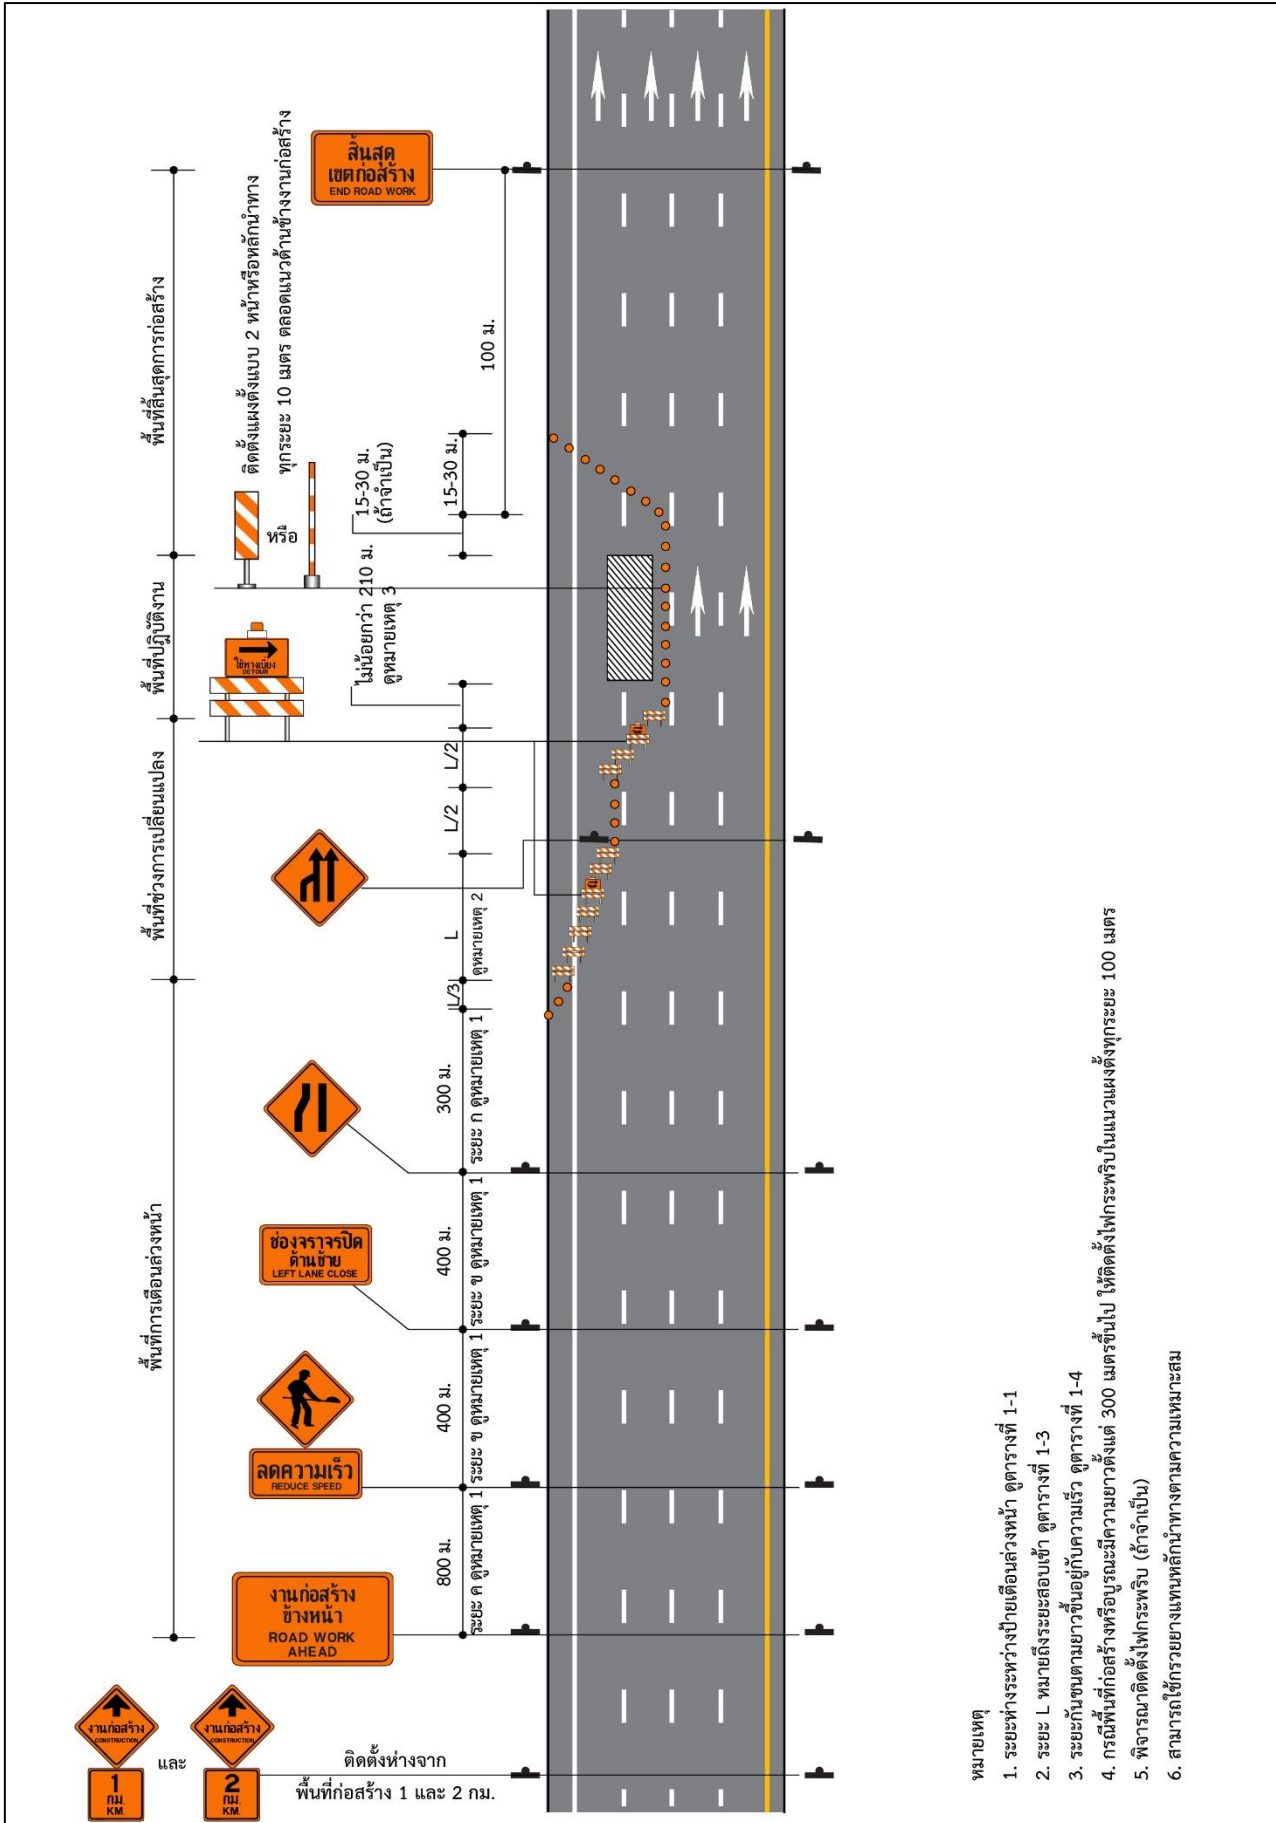 สิ้นสุด
เขตก่อสร้าง
END ROAD WORK
พื้นที่สิ้นสุดการก่อสร้าง
ติดตั้งแผงตั้งแบบ 2 หน้าหรือหลักนำทาง
ทุกระยะ 10 เมตร ตลอดแนวด้านข้างงานก่อสร้าง
หรือ
100 ม.
15-30 ม.
(ถ้าจำเป็น)
15-30 ม.
พื้นที่ปฏิบัติงาน
ใช้ทางเบี่ยง
DETOUR
ไม่น้อยกว่า 210 ม.
ดูหมายเหตุ 3
พื้นที่ช่วงการเปลี่ยนแปลง
L/2
L/2
L
ดูหมายเหตุ 2
L/3
พื้นที่การเตือนล่วงหน้า
300 ม.
ระยะ ก ดูหมายเหตุ 1
ช่องจราจรปิด
ด้านซ้าย
LEFT LANE CLOSE
400 ม.
ระยะ ข ดูหมายเหตุ 1
ลดความเร็ว
REDUCE SPEED
400 ม.
ระยะ ข ดูหมายเหตุ 1
งานก่อสร้าง
ข้างหน้า
ROAD WORK
AHEAD
800 ม.
ระยะ ค ดูหมายเหตุ 1
งานก่อสร้าง
CONSTRUCTION
1
กม.
KM.
และ
งานก่อสร้าง
CONSTRUCTION
2
กม.
KM.
ติดตั้งห่างจาก
พื้นที่ก่อสร้าง 1 และ 2 กม.
หมายเหตุ
1. ระยะห่างระหว่างป้ายเตือนล่วงหน้า ดูตารางที่ 1-1
2. ระยะ L หมายถึงระยะสอบเข้า ดูตารางที่ 1-3
3. ระยะกันชนตามยาวขึ้นอยู่กับความเร็ว ดูตารางที่ 1-4
4. กรณีพื้นที่ก่อสร้างหรือบูรณะมีความยาวตั้งแต่ 300 เมตรขึ้นไป ให้ติดตั้งไฟกระพริบในแนวแผงตั้งทุกระยะ 100 เมตร
5. พิจารณาติดตั้งไฟกระพริบ (ถ้าจำเป็น)
6. สามารถใช้กรวยยางแทนหลักนำทางตามความเหมาะสม